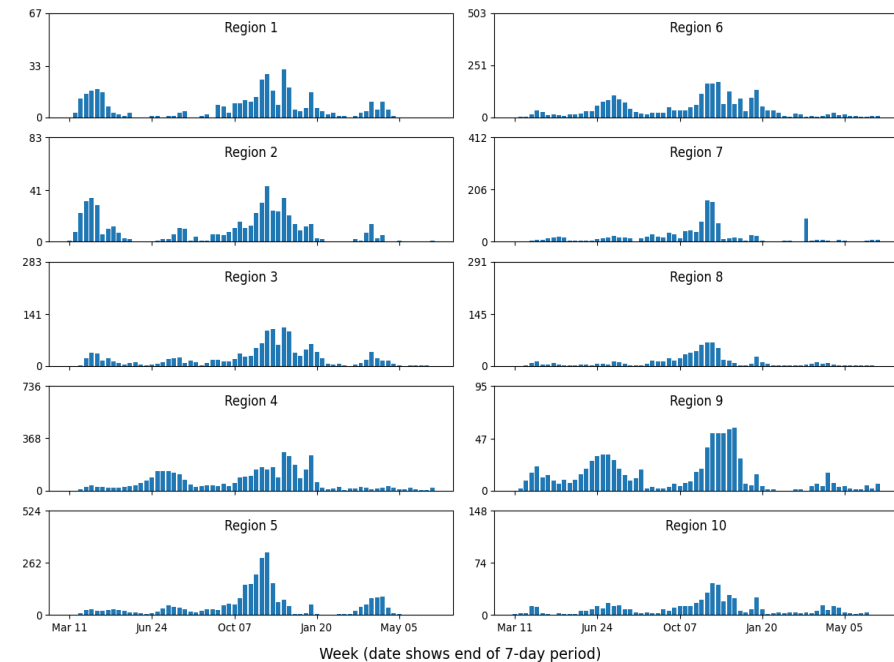 67
33
0
Region 1
503
251
0
Region 6
83
41
0
Region 2
412
206
0
Region 7
283
141
0
Region 3
291
145
0
Region 8
736
368
0
Region 4
95
47
0
Region 9
524
262
0
Region 5
148
74
0
Region 10
Mar 11 Jun 24 Oct 07 Jan 20 May 05
Mar 11 Jun 24 Oct 07 Jan 20 May 05
Week (date shows end of 7-day period)